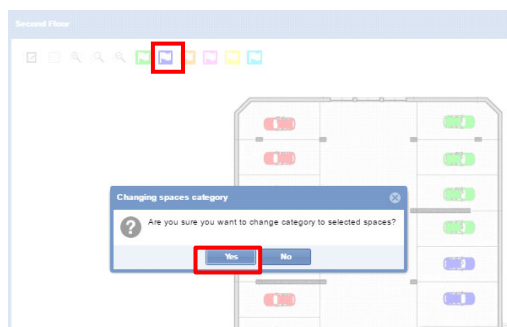 Second Floor
Changing spaces category
Are you sure you want to change category to selected spaces?
Yes No